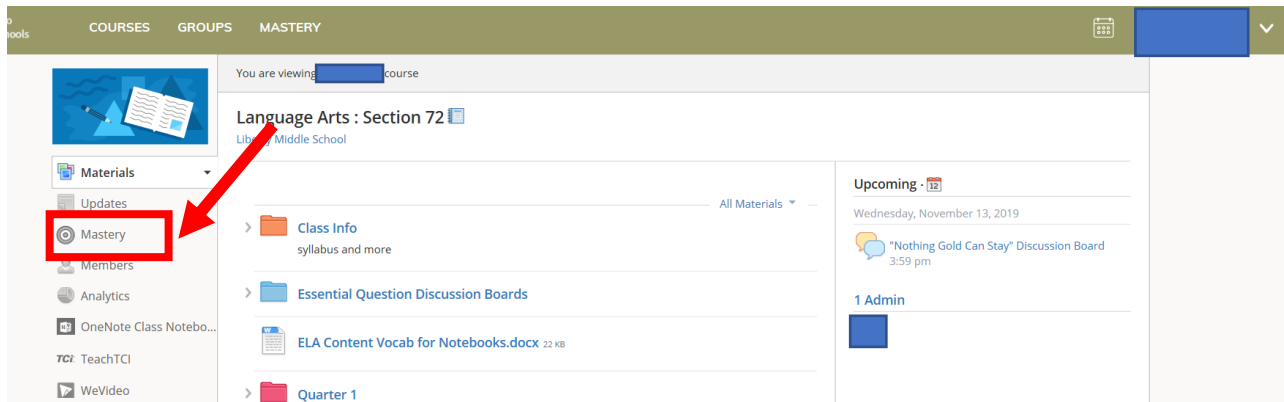 COURSES GROUPS MASTERY
You are viewing course
Language Arts : Section 72
Middle School
Materials
Updates
Mastery
Members
Analytics
OneNote Class Notebo...
TCi TeachTCI
WeVideo
All Materials
Class Info
syllabus and more
Essential Question Discussion Boards
ELA Content Vocab for Notebooks.docx 22 KB
Quarter 1
Upcoming · 12
Wednesday, November 13, 2019
"Nothing Gold Can Stay" Discussion Board
3:59 pm
1 Admin